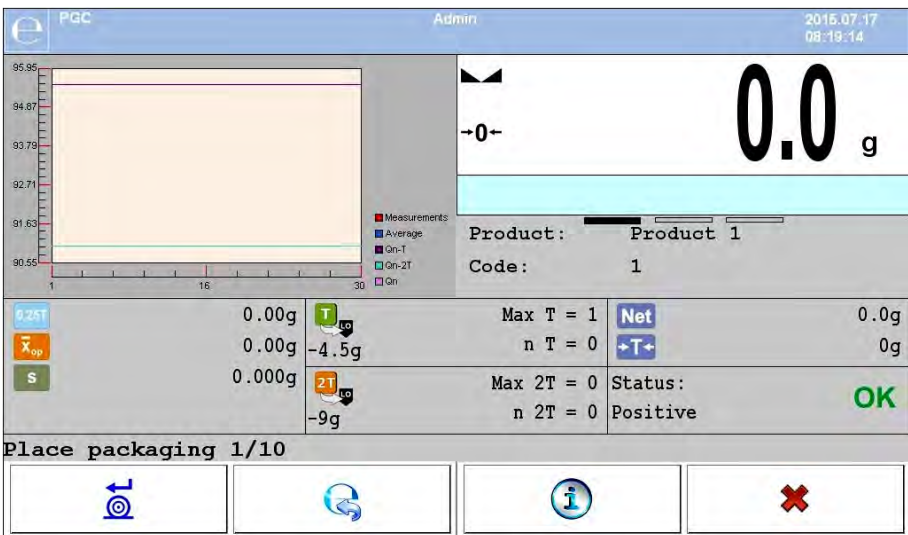 e PGC Admin 2015.07.17
08:19:14
95.95
94.87
93.79
92.71
91.63
90.55
1 16 30
Measurements
Average
Qn-T
Qn-2T
Qn
→0← 0.0 g
Product: Product 1
Code: 1
0,25T 0.00g
x̄op 0.00g
s 0.000g
T LO Max T = 1
-4.5g n T = 0
2T LO Max 2T = 0
-9g n 2T = 0
Net 0.0g
→T← 0g
Status: OK
Positive
Place packaging 1/10
i